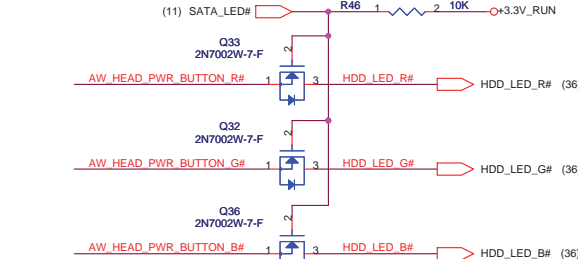 (11) SATA_LED# R46 1 2 10K +3.3V_RUN
Q33
2N7002W-7-F
2
AW_HEAD_PWR_BUTTON_R# 1 3 HDD_LED_R# HDD_LED_R# (36)
Q32
2N7002W-7-F
2
AW_HEAD_PWR_BUTTON_G# 1 3 HDD_LED_G# HDD_LED_G# (36
Q36
2N7002W-7-F
2
AW_HEAD_PWR_BUTTON_B# 1 3 HDD_LED_B# HDD_LED_B# (36)